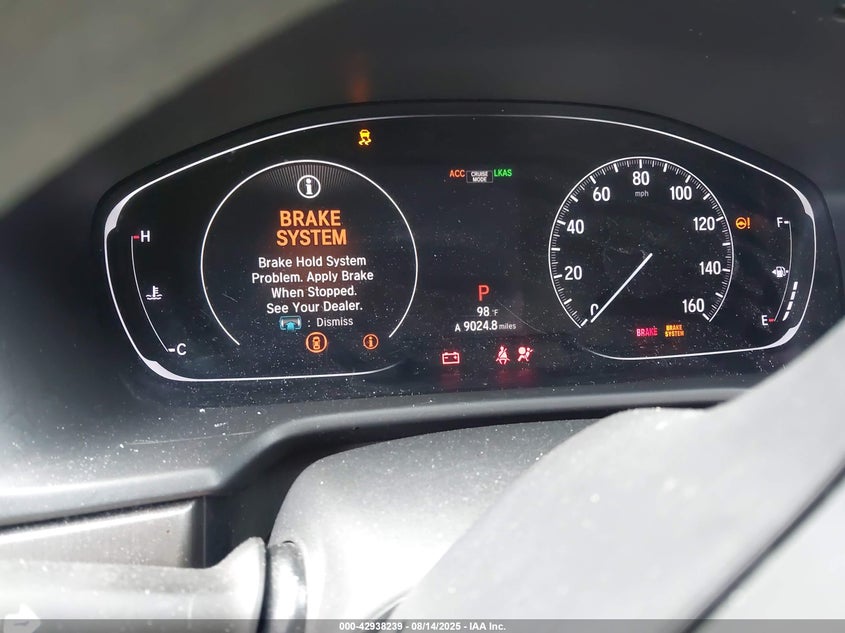 ACC CRUISE MODE LKAS
BRAKE
SYSTEM
Brake Hold System
Problem. Apply Brake
When Stopped.
See Your Dealer.
: Dismiss
H
C
P
98 °F
A 9024.8 miles
0
20
40
60
80
100
120
140
160
mph
BRAKE
BRAKE SYSTEM
F
E
000-42938239 - 08/14/2025 - IAA Inc.